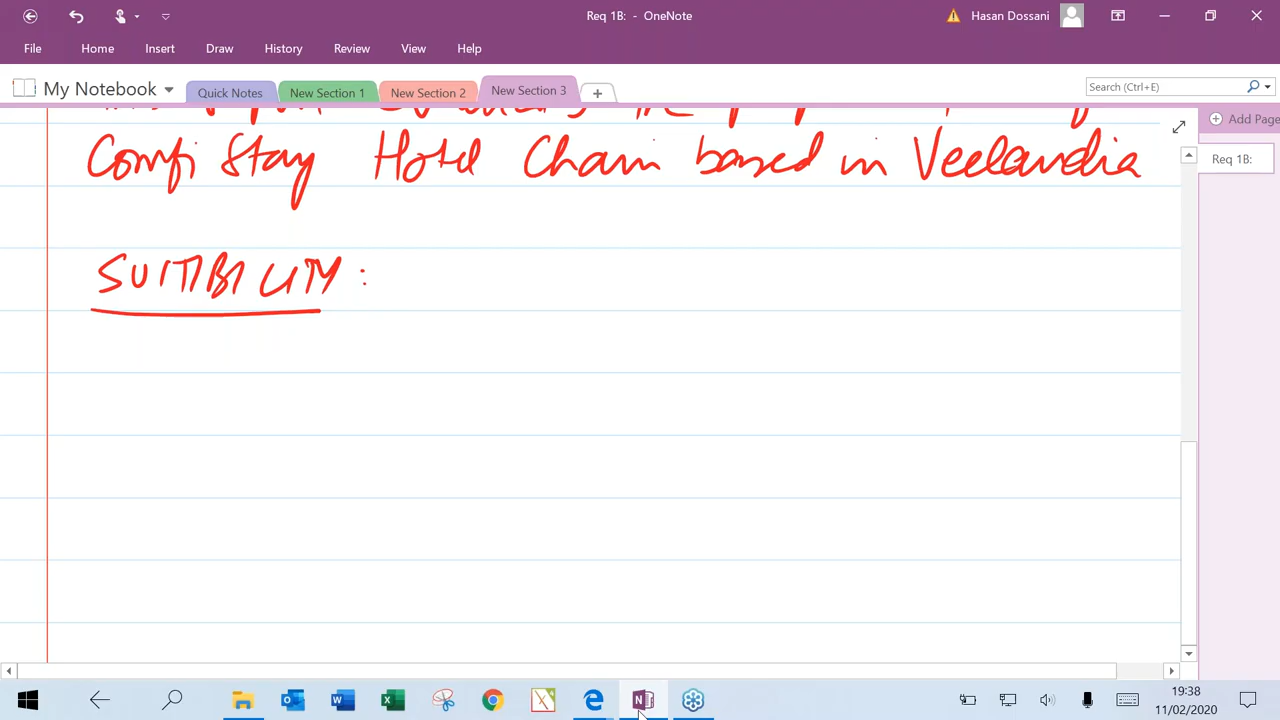 Req 1B: - OneNote
Hasan Dossani
File Home Insert Draw History Review View Help
My Notebook Quick Notes New Section 1 New Section 2 New Section 3 +
Search (Ctrl+E)
Add Page
Comfi Stay Hotel Chain based in Veelandia
Req 1B:
SUITIBILITY:
19:38
11/02/2020